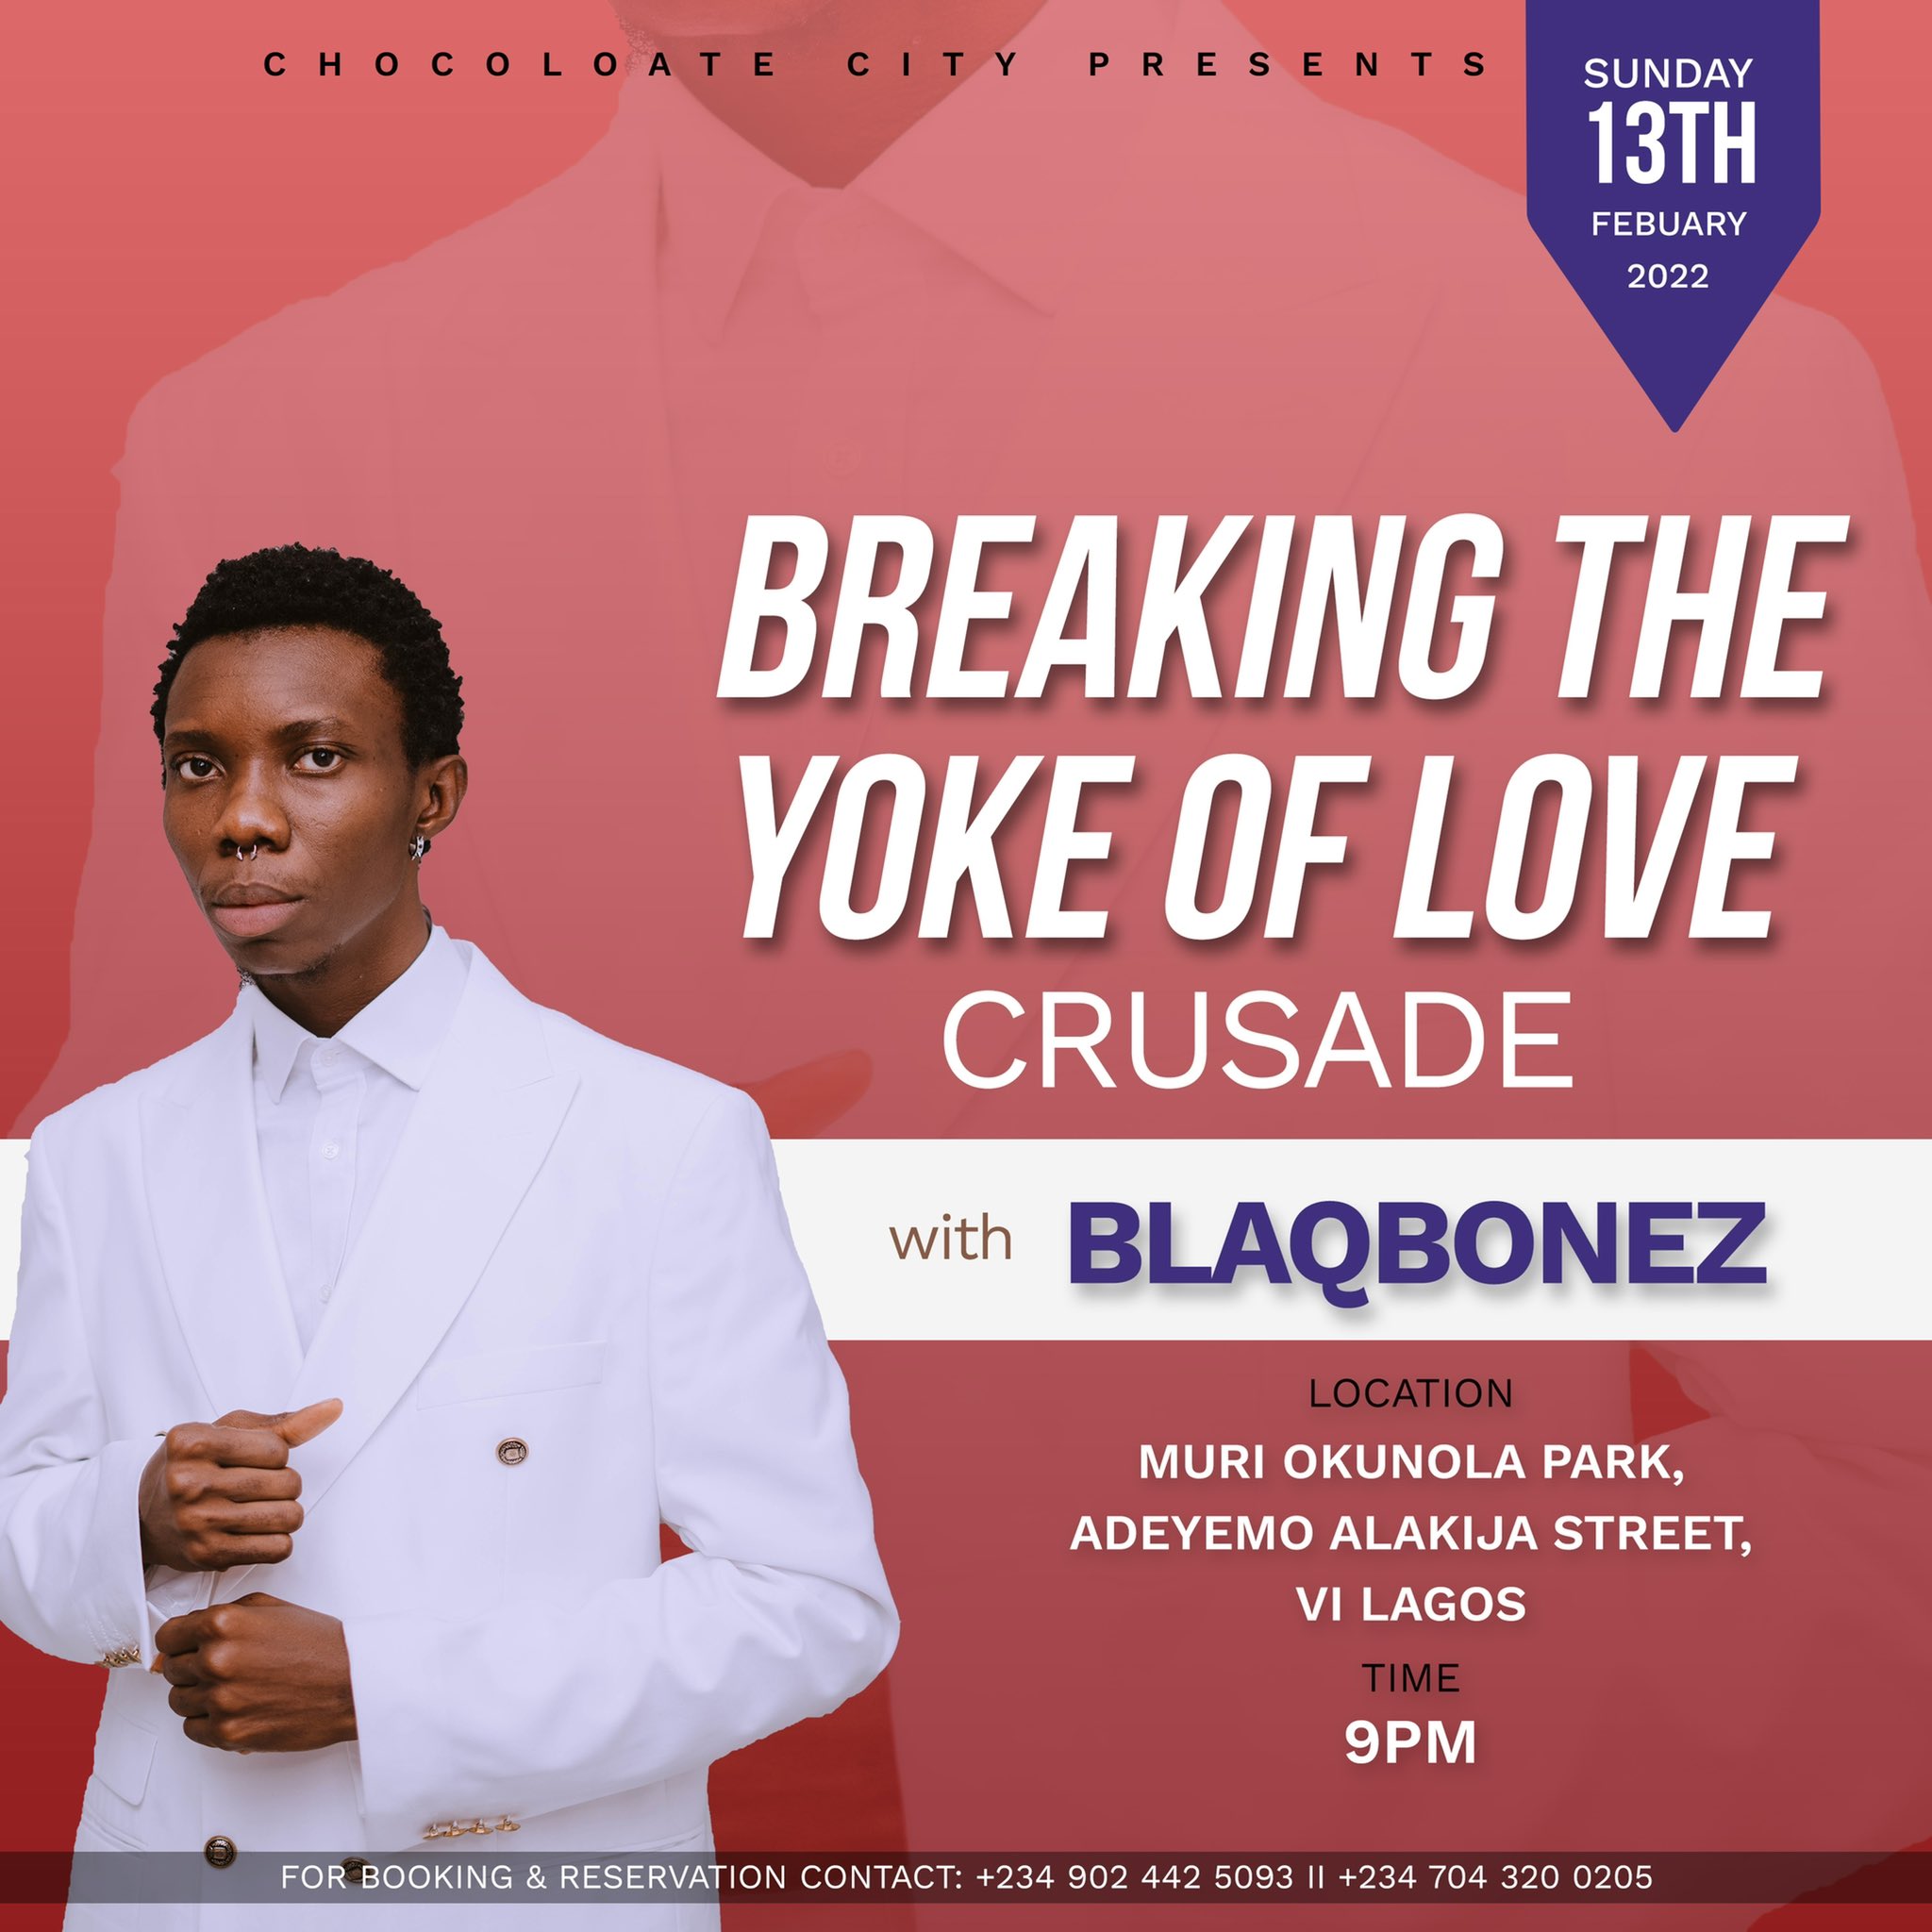 CHOCOLOATE CITY PRESENTS
SUNDAY
13TH
FEBUARY
2022
BREAKING THE
YOKE OF LOVE
CRUSADE
with BLAQBONEZ
LOCATION
MURI OKUNOLA PARK,
ADEYEMO ALAKIJA STREET,
VI LAGOS
TIME
9PM
FOR BOOKING & RESERVATION CONTACT: +234 902 442 5093 II +234 704 320 0205